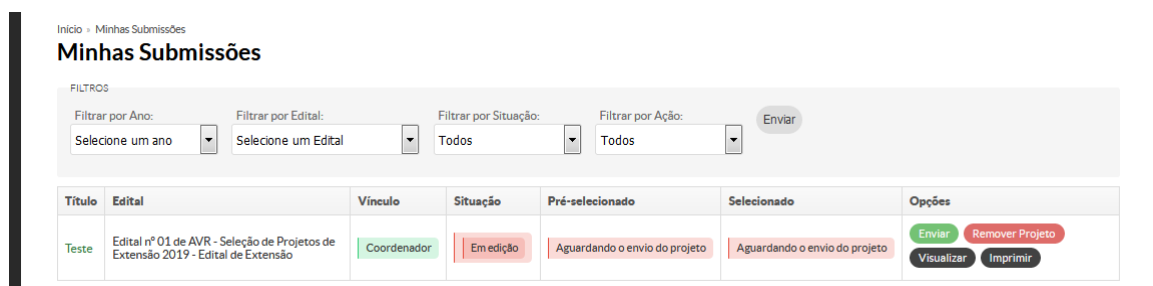 Início » Minhas Submissões
Minhas Submissões
FILTROS
Filtrar por Ano: Filtrar por Edital: Filtrar por Situação: Filtrar por Ação:
Selecione um ano Selecione um Edital Todos Todos Enviar
Título Edital Vínculo Situação Pré-selecionado Selecionado Opções
Teste Edital nº 01 de AVR - Seleção de Projetos de Extensão 2019 - Edital de Extensão Coordenador Em edição Aguardando o envio do projeto Aguardando o envio do projeto Enviar Remover Projeto
Visualizar Imprimir